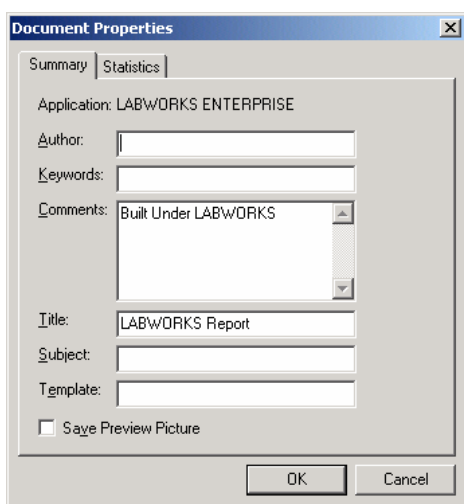 Document Properties
Summary Statistics
Application: LABWORKS ENTERPRISE
Author:
Keywords:
Comments: Built Under LABWORKS
Title: LABWORKS Report
Subject:
Template:
Save Preview Picture
OK Cancel